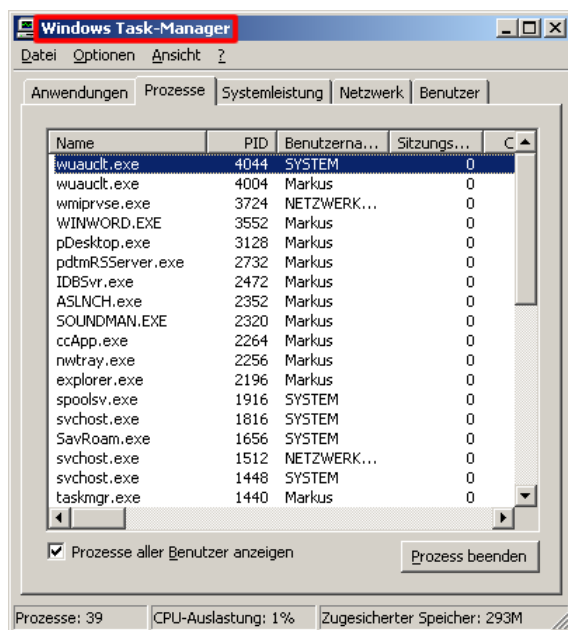 Windows Task-Manager
Datei Optionen Ansicht ?
Anwendungen Prozesse Systemleistung Netzwerk Benutzer
Name PID Benutzerna... Sitzungs... C
wuauclt.exe 4044 SYSTEM 0
wuauclt.exe 4004 Markus 0
wmiprvse.exe 3724 NETZWERK... 0
WINWORD.EXE 3552 Markus 0
pDesktop.exe 3128 Markus 0
pdtmRSServer.exe 2732 Markus 0
IDBSvr.exe 2472 Markus 0
ASLNCH.exe 2352 Markus 0
SOUNDMAN.EXE 2320 Markus 0
ccApp.exe 2264 Markus 0
nwtray.exe 2256 Markus 0
explorer.exe 2196 Markus 0
spoolsv.exe 1916 SYSTEM 0
svchost.exe 1816 SYSTEM 0
SavRoam.exe 1656 SYSTEM 0
svchost.exe 1512 NETZWERK... 0
svchost.exe 1448 SYSTEM 0
taskmgr.exe 1440 Markus 0
Prozesse aller Benutzer anzeigen Prozess beenden
Prozesse: 39 CPU-Auslastung: 1% Zugesicherter Speicher: 293M